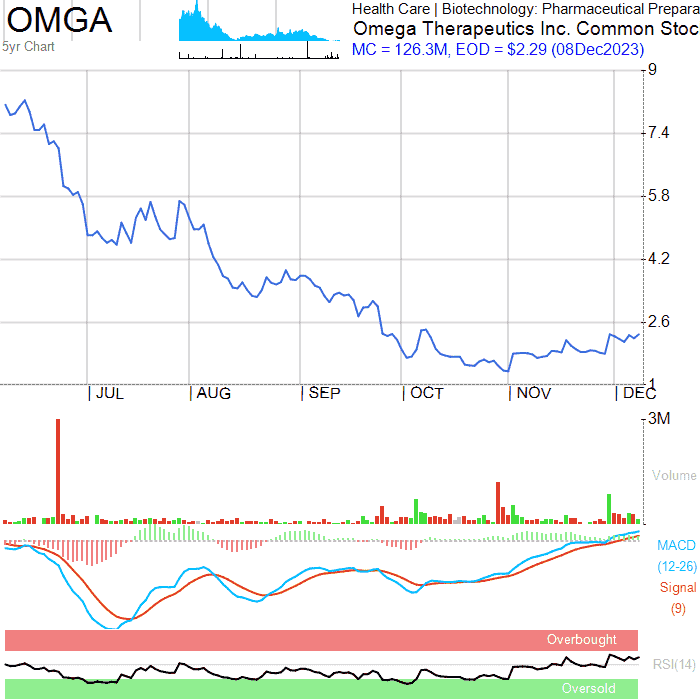 OMGA
5yr Chart
Health Care | Biotechnology: Pharmaceutical Prepara
Omega Therapeutics Inc. Common Stoc
MC = 126.3M, EOD = $2.29 (08Dec2023)
9
7.4
5.8
4.2
2.6
1
JUL AUG SEP OCT NOV DEC
3M
Volume
MACD
(12-26)
Signal
(9)
Overbought
RSI(14)
Oversold